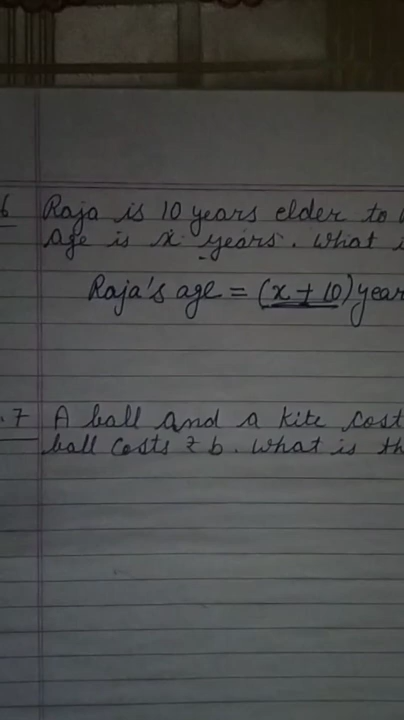 6 Raja is 10 years elder to
age is x years. What
Raja's age = (x + 10) year
.7 A ball and a kite cost
ball costs ₹ b. What is th